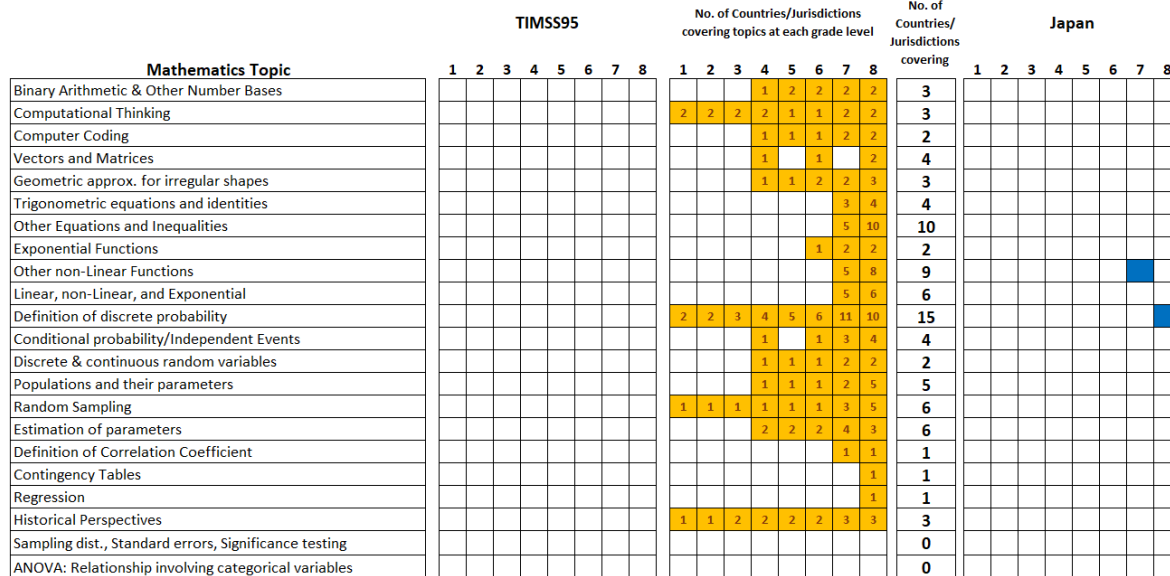 TIMSS95
No. of Countries/Jurisdictions
covering topics at each grade level
No. of
Countries/
Jurisdictions
covering
Japan
Mathematics Topic 1 2 3 4 5 6 7 8 1 2 3 4 5 6 7 8 1 2 3 4 5 6 7 8
Binary Arithmetic & Other Number Bases 1 2 2 2 2 3
Computational Thinking 2 2 2 2 1 1 2 2 3
Computer Coding 1 1 1 2 2 2
Vectors and Matrices 1 1 2 4
Geometric approx. for irregular shapes 1 1 2 2 3 3
Trigonometric equations and identities 3 4 4
Other Equations and Inequalities 5 10 10
Exponential Functions 1 2 2 2
Other non-Linear Functions 5 8 9
Linear, non-Linear, and Exponential 5 6 6
Definition of discrete probability 2 2 3 4 5 6 11 10 15
Conditional probability/Independent Events 1 1 3 4 4
Discrete & continuous random variables 1 1 1 2 2 2
Populations and their parameters 1 1 1 2 5 5
Random Sampling 1 1 1 1 1 1 3 5 6
Estimation of parameters 2 2 2 4 3 6
Definition of Correlation Coefficient 1 1 1
Contingency Tables 1 1
Regression 1 1
Historical Perspectives 1 1 2 2 2 2 3 3 3
Sampling dist., Standard errors, Significance testing 0
ANOVA: Relationship involving categorical variables 0